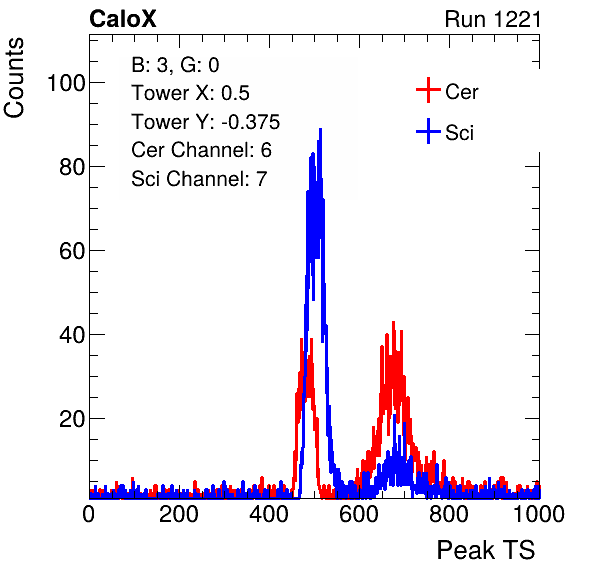 CaloX Run 1221
Counts
B: 3, G: 0
Tower X: 0.5
Tower Y: -0.375
Cer Channel: 6
Sci Channel: 7
Cer
Sci
100
80
60
40
20
0 200 400 600 800 1000
Peak TS